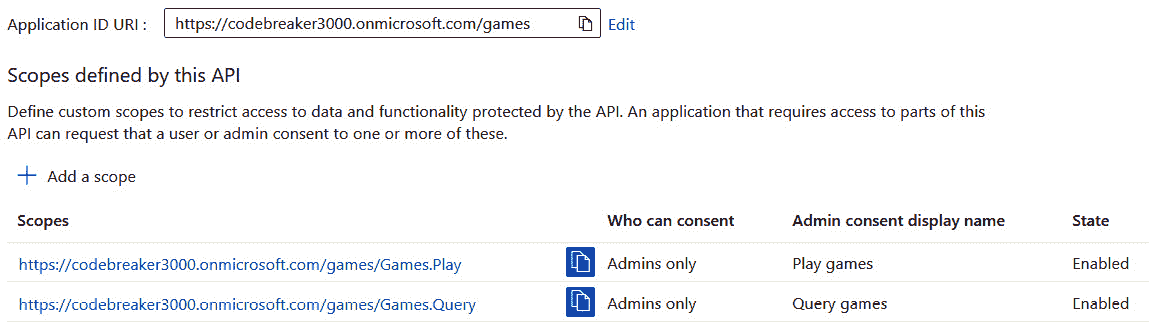 Application ID URI : https://codebreaker3000.onmicrosoft.com/games Edit
Scopes defined by this API
Define custom scopes to restrict access to data and functionality protected by the API. An application that requires access to parts of this
API can request that a user or admin consent to one or more of these.
Add a scope
Scopes Who can consent Admin consent display name State
https://codebreaker3000.onmicrosoft.com/games/Games.Play Admins only Play games Enabled
https://codebreaker3000.onmicrosoft.com/games/Games.Query Admins only Query games Enabled